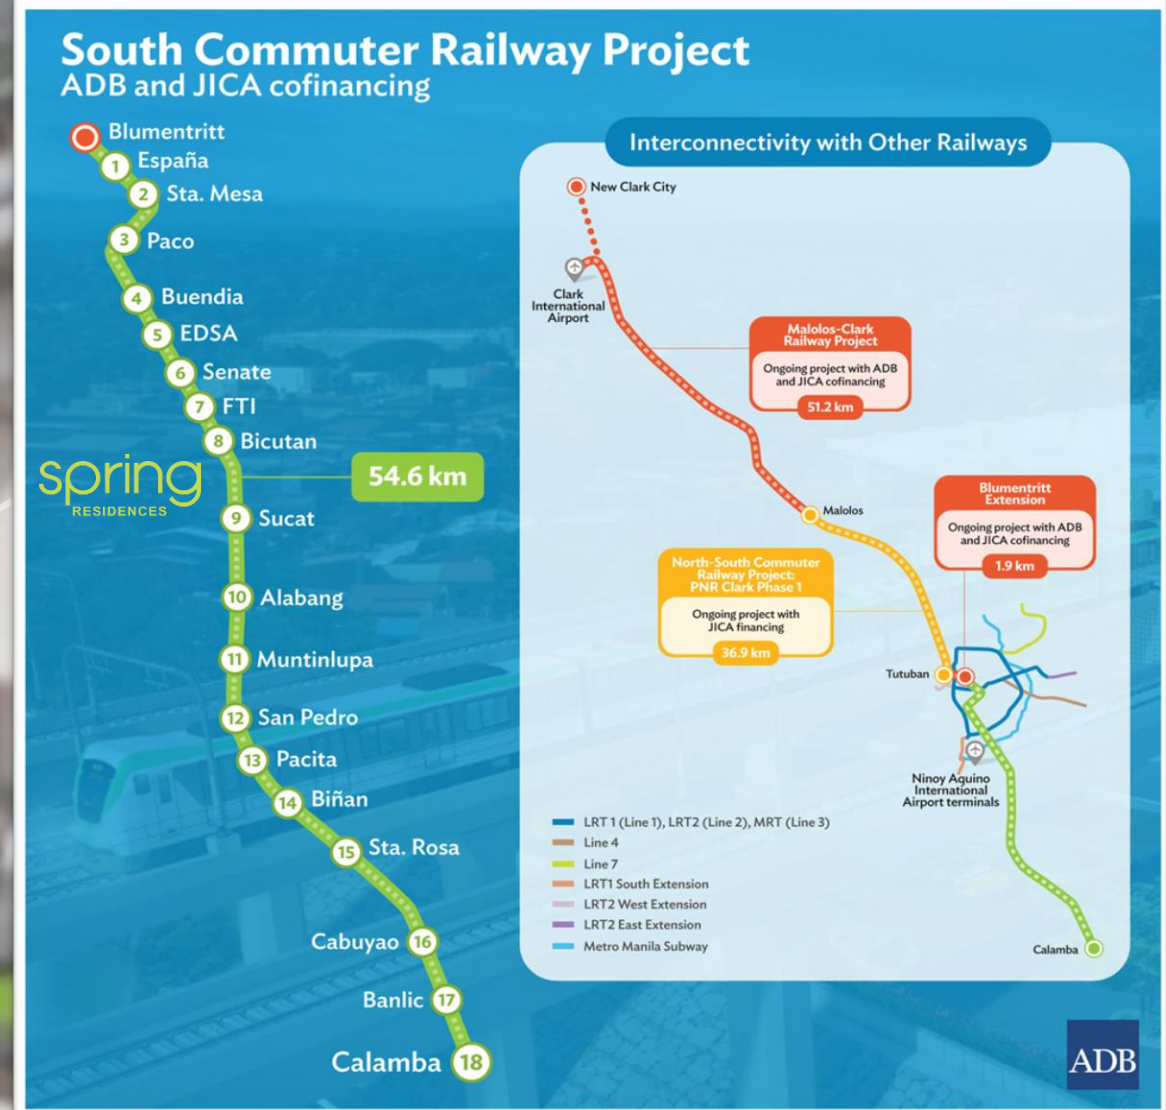 South Commuter Railway Project
ADB and JICA cofinancing
Blumentritt
1 España
2 Sta. Mesa
3 Paco
4 Buendia
5 EDSA
6 Senate
7 FTI
8 Bicutan
spring
RESIDENCES
54.6 km
9 Sucat
10 Alabang
11 Muntinlupa
12 San Pedro
13 Pacita
14 Biñan
15 Sta. Rosa
Cabuyao 16
Banlic 17
Calamba 18
Interconnectivity with Other Railways
New Clark City
Clark
International
Airport
Malolos-Clark
Railway Project
Ongoing project with ADB
and JICA cofinancing
51.2 km
Malolos
Blumentritt
Extension
Ongoing project with ADB
and JICA cofinancing
1.9 km
North-South Commuter
Railway Project:
PNR Clark Phase 1
Ongoing project with
JICA financing
36.9 km
Tutuban
Ninoy Aquino
International
Airport terminals
LRT 1 (Line 1), LRT2 (Line 2), MRT (Line 3)
Line 4
Line 7
LRT1 South Extension
LRT2 West Extension
LRT2 East Extension
Metro Manila Subway
Calamba
ADB